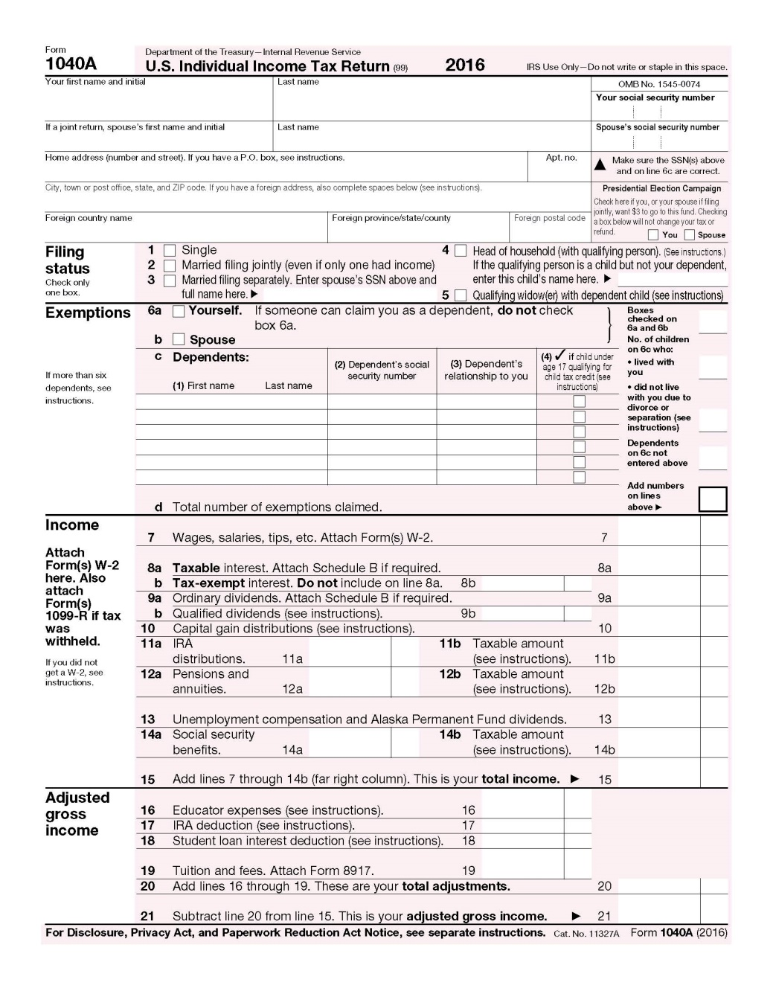 Form
1040A
Department of the Treasury—Internal Revenue Service
U.S. Individual Income Tax Return (99)
2016
IRS Use Only—Do not write or staple in this space.
Your first name and initial
Last name
OMB No. 1545-0074
Your social security number
If a joint return, spouse's first name and initial
Last name
Spouse's social security number
Home address (number and street). If you have a P.O. box, see instructions.
Apt. no.
▲ Make sure the SSN(s) above
and on line 6c are correct.
City, town or post office, state, and ZIP code. If you have a foreign address, also complete spaces below (see instructions).
Presidential Election Campaign
Check here if you, or your spouse if filing
jointly, want $3 to go to this fund. Checking
a box below will not change your tax or
refund. You Spouse
Foreign country name
Foreign province/state/county
Foreign postal code
Filing
status
Check only
one box.
1 Single
2 Married filing jointly (even if only one had income)
3 Married filing separately. Enter spouse's SSN above and
full name here. ▶
4 Head of household (with qualifying person). (See instructions.)
If the qualifying person is a child but not your dependent,
enter this child's name here. ▶
5 Qualifying widow(er) with dependent child (see instructions)
Exemptions
If more than six
dependents, see
instructions.
6a Yourself. If someone can claim you as a dependent, do not check
box 6a.
b Spouse
c Dependents:
(1) First name Last name
(2) Dependent's social
security number
(3) Dependent's
relationship to you
(4) ✓ if child under
age 17 qualifying for
child tax credit (see
instructions)
Boxes
checked on
6a and 6b
No. of children
on 6c who:
• lived with
you
• did not live
with you due to
divorce or
separation (see
instructions)
Dependents
on 6c not
entered above
Add numbers
on lines
above ▶
d Total number of exemptions claimed.
Income
Attach
Form(s) W-2
here. Also
attach
Form(s)
1099-R if tax
was
withheld.
If you did not
get a W-2, see
instructions.
7 Wages, salaries, tips, etc. Attach Form(s) W-2. 7
8a Taxable interest. Attach Schedule B if required. 8a
b Tax-exempt interest. Do not include on line 8a. 8b
9a Ordinary dividends. Attach Schedule B if required. 9a
b Qualified dividends (see instructions). 9b
10 Capital gain distributions (see instructions). 10
11a IRA
distributions. 11a
11b Taxable amount
(see instructions). 11b
12a Pensions and
annuities. 12a
12b Taxable amount
(see instructions). 12b
13 Unemployment compensation and Alaska Permanent Fund dividends. 13
14a Social security
benefits. 14a
14b Taxable amount
(see instructions). 14b
15 Add lines 7 through 14b (far right column). This is your total income. ▶ 15
Adjusted
gross
income
16 Educator expenses (see instructions). 16
17 IRA deduction (see instructions). 17
18 Student loan interest deduction (see instructions). 18
19 Tuition and fees. Attach Form 8917. 19
20 Add lines 16 through 19. These are your total adjustments. 20
21 Subtract line 20 from line 15. This is your adjusted gross income. ▶ 21
For Disclosure, Privacy Act, and Paperwork Reduction Act Notice, see separate instructions. Cat. No. 11327A Form 1040A (2016)